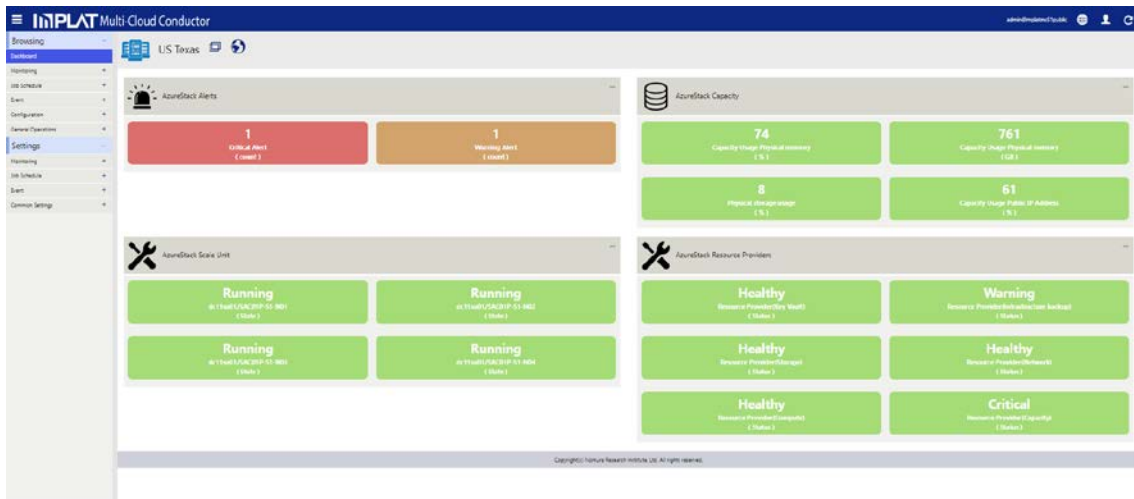 mPLAT Multi-Cloud Conductor
Browsing
Dashboard
Monitoring
Job Schedule
Event
Configuration
General Operations
Settings
Monitoring
Job Schedule
Event
Common Settings
US Texas
AzureStack Alerts
1
Critical Alert
( count )
1
Warning Alert
( count )
AzureStack Capacity
74
Capacity Usage Physical memory
( % )
761
Capacity Usage Physical memory
( GB )
8
Physical storage usage
( % )
61
Capacity Usage Public IP Address
( % )
AzureStack Scale Unit
Running
( State )
Running
( State )
Running
( State )
Running
( State )
AzureStack Resource Providers
Healthy
Resource Provider(Key Vault)
( Status )
Warning
Resource Provider(Infrastructure backup)
( Status )
Healthy
Resource Provider(Storage)
( Status )
Healthy
Resource Provider(Network)
( Status )
Healthy
Resource Provider(Compute)
( Status )
Critical
Resource Provider(Capacity)
( Status )
Copyright(c) Nomura Research Institute, Ltd. All rights reserved.